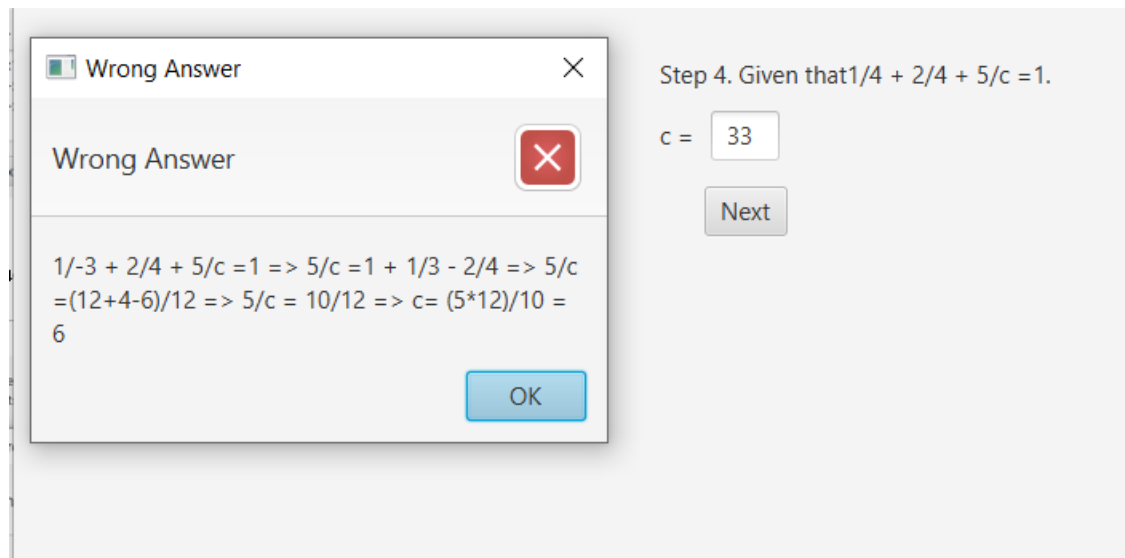 Wrong Answer
Wrong Answer
1/-3 + 2/4 + 5/c =1 => 5/c =1 + 1/3 - 2/4 => 5/c
=(12+4-6)/12 => 5/c = 10/12 => c= (5*12)/10 =
6
OK
Step 4. Given that1/4 + 2/4 + 5/c =1.
c = 33
Next